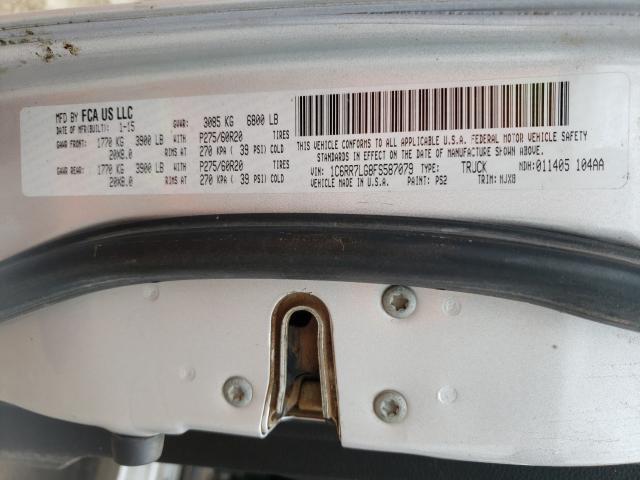 MFD BY FCA US LLC
DATE OF MFR(BUILT): 1-15 GVWR: 3085 KG 6800 LB
GAWR FRONT: 1770 KG 3900 LB WITH P275/60R20 TIRES
20X8.0 RIMS AT 270 KPA ( 39 PSI) COLD
GAWR REAR: 1770 KG 3900 LB WITH P275/60R20 TIRES
20X8.0 RIMS AT 270 KPA ( 39 PSI) COLD
THIS VEHICLE CONFORMS TO ALL APPLICABLE U.S.A. FEDERAL MOTOR VEHICLE SAFETY
STANDARDS IN EFFECT ON THE DATE OF MANUFACTURE SHOWN ABOVE.
VIN: 1C6RR7LG8FS587079 TYPE: TRUCK MDH: 011405 104AA
MADE IN U.S.A. PAINT: PS2 TRIM: MJX8